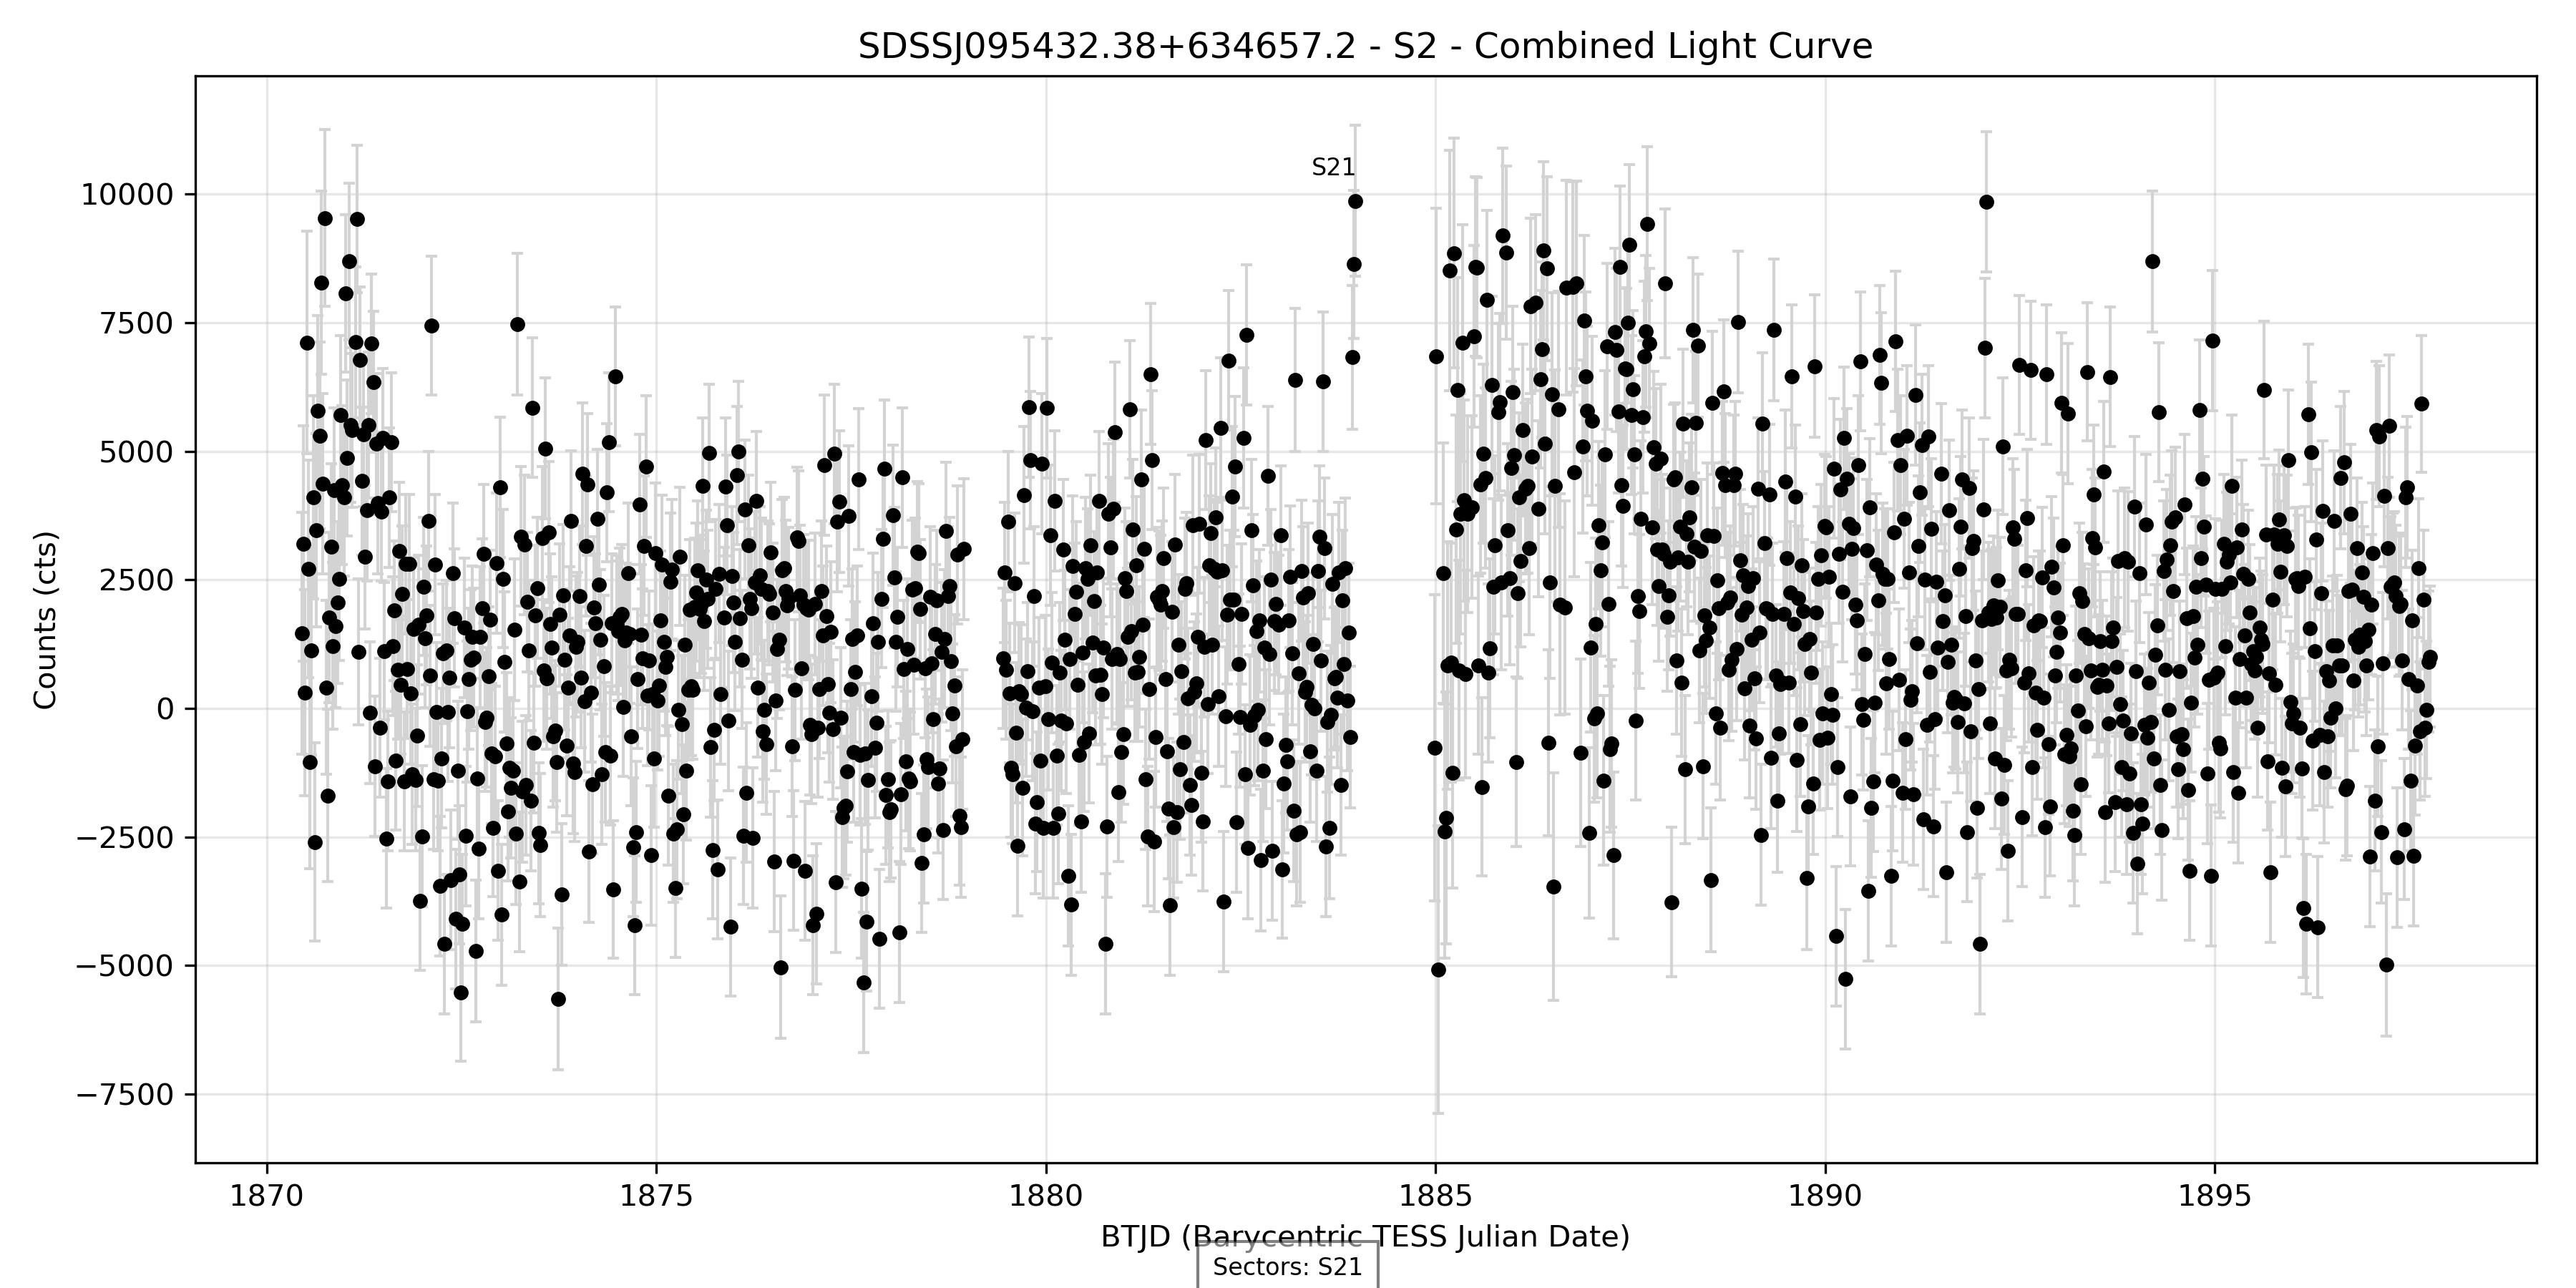 SDSSJ095432.38+634657.2 - S2 - Combined Light Curve
S21
10000
7500
5000
2500
0
−2500
−5000
−7500
Counts (cts)
1870
1875
1880
1885
1890
1895
BTJD (Barycentric TESS Julian Date)
Sectors: S21